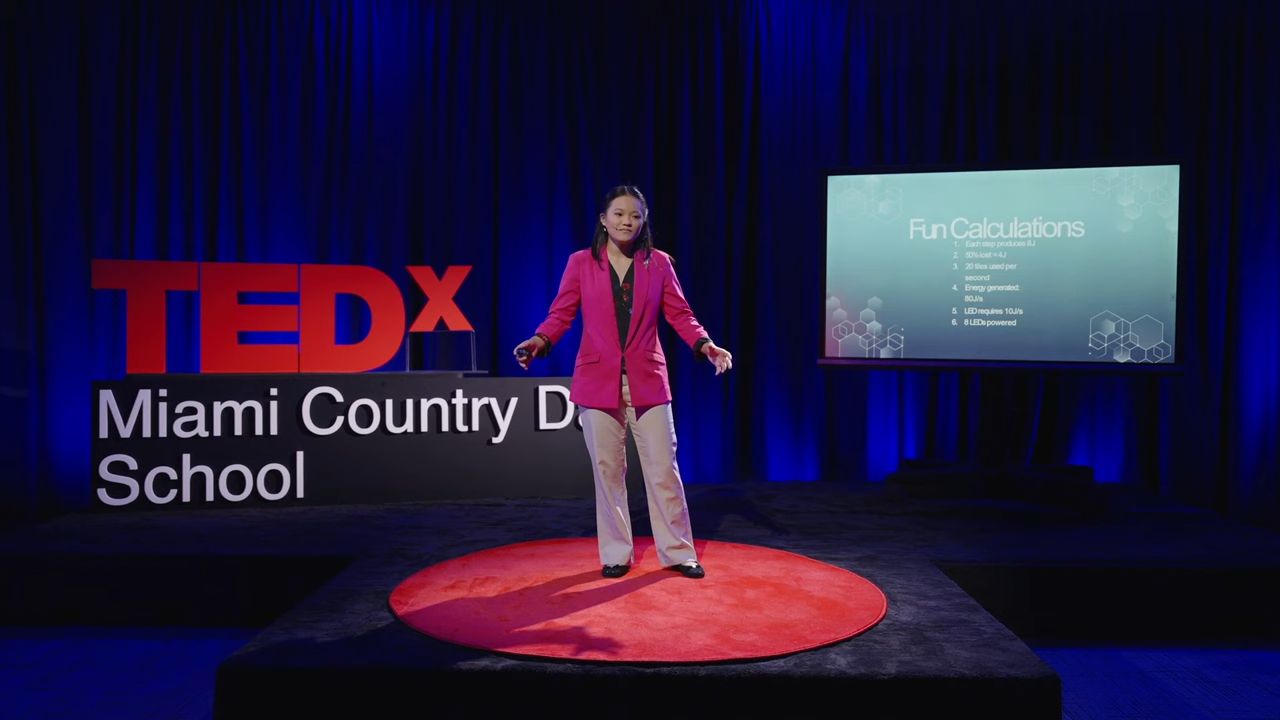 TEDx
Miami Country Da
School
Fun Calculations
1. Each step produces 8J
2. 50% lost = 4J
3. 20 tiles used per
second
4. Energy generated:
80J/s
5. LED requires 10J/s
6. 8 LEDs powered